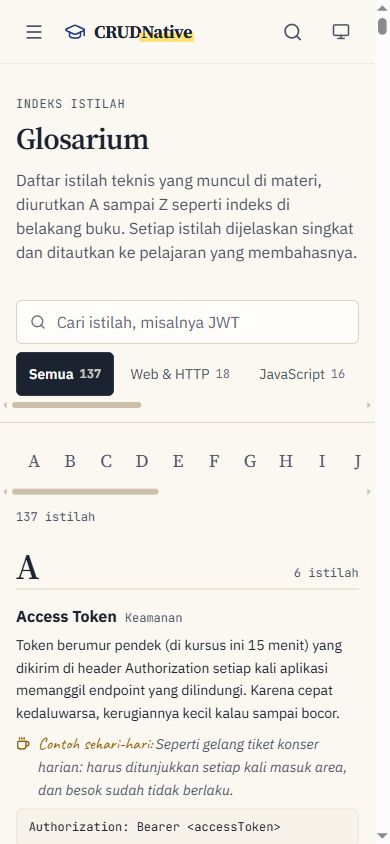 CRUDNative
INDEKS ISTILAH
Glosarium
Daftar istilah teknis yang muncul di materi,
diurutkan A sampai Z seperti indeks di
belakang buku. Setiap istilah dijelaskan singkat
dan ditautkan ke pelajaran yang membahasnya.
Cari istilah, misalnya JWT
Semua 137 Web & HTTP 18 JavaScript 16
A B C D E F G H I J
137 istilah
A 6 istilah
Access Token Keamanan
Token berumur pendek (di kursus ini 15 menit) yang
dikirim di header Authorization setiap kali aplikasi
memanggil endpoint yang dilindungi. Karena cepat
kedaluwarsa, kerugiannya kecil kalau sampai bocor.
Contoh sehari-hari: Seperti gelang tiket konser
harian: harus ditunjukkan setiap kali masuk area,
dan besok sudah tidak berlaku.
Authorization: Bearer <accessToken>